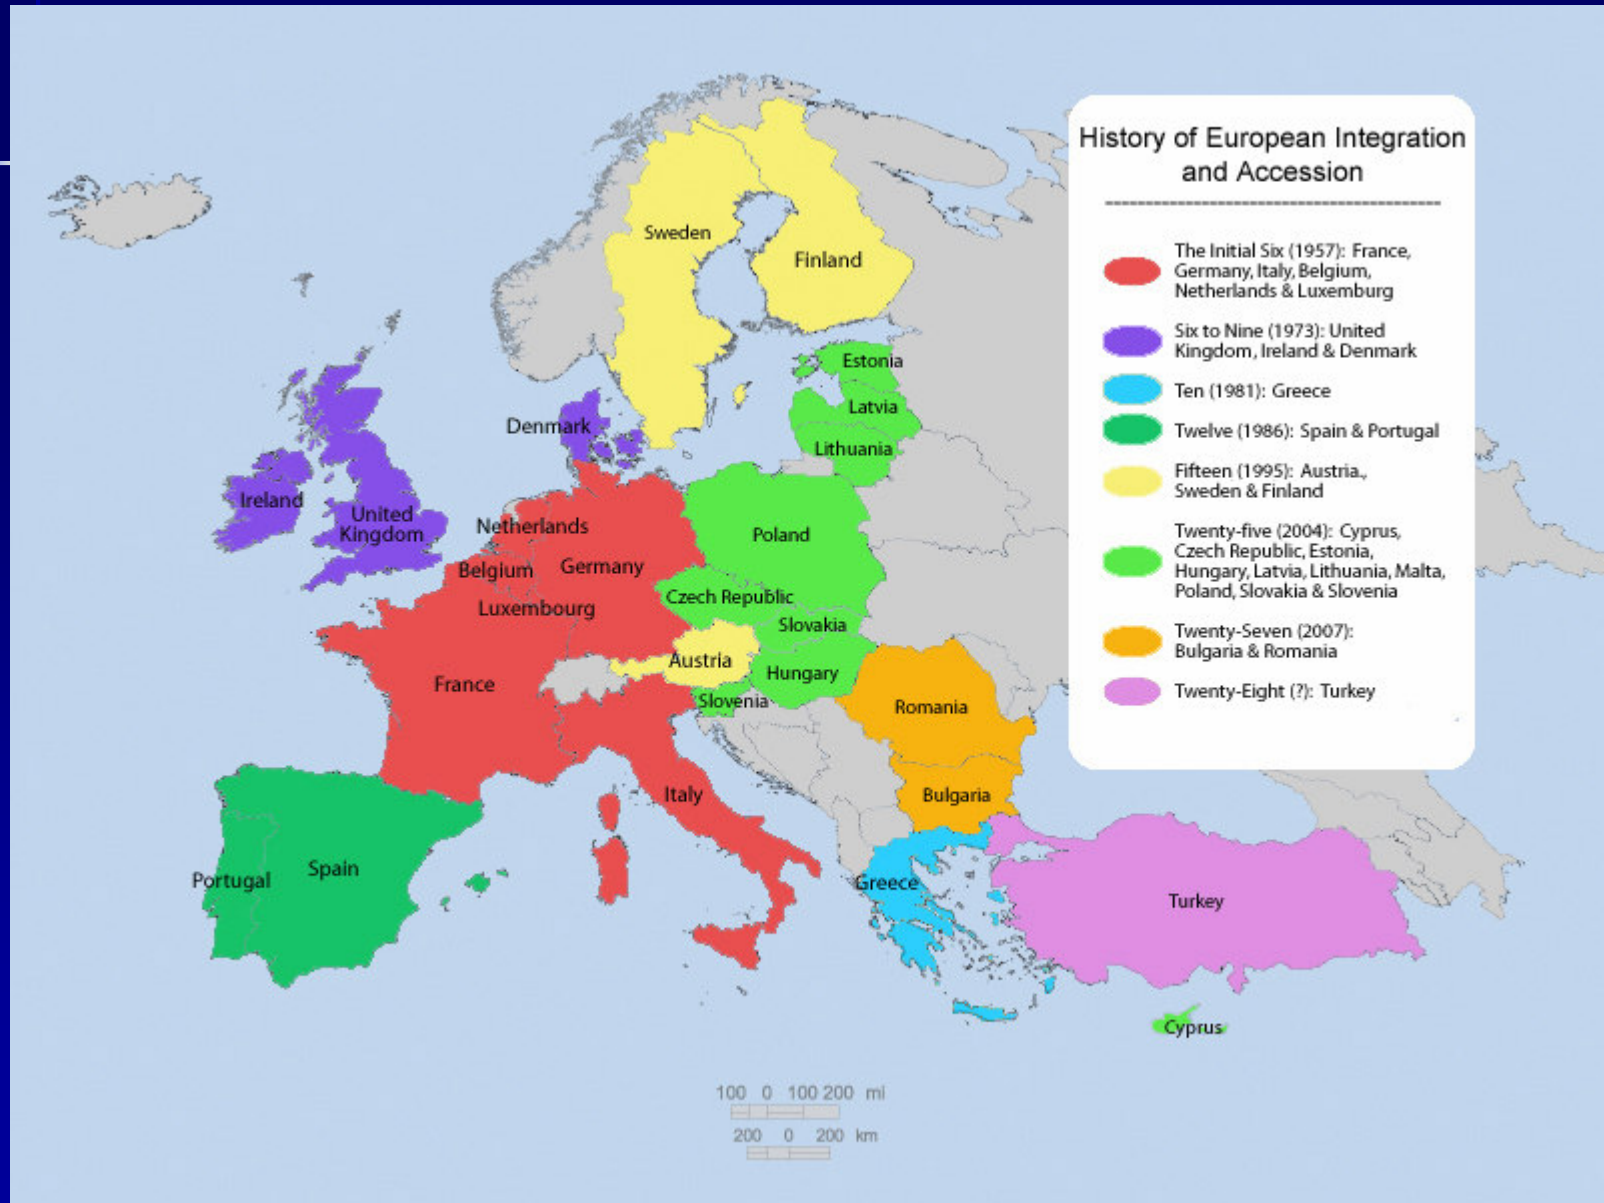 History of European Integration
and Accession
------------------------------------------
The Initial Six (1957): France,
Germany, Italy, Belgium,
Netherlands & Luxemburg
Six to Nine (1973): United
Kingdom, Ireland & Denmark
Ten (1981): Greece
Twelve (1986): Spain & Portugal
Fifteen (1995): Austria.,
Sweden & Finland
Twenty-five (2004): Cyprus,
Czech Republic, Estonia,
Hungary, Latvia, Lithuania, Malta,
Poland, Slovakia & Slovenia
Twenty-Seven (2007):
Bulgaria & Romania
Twenty-Eight (?): Turkey
Sweden
Finland
Estonia
Latvia
Denmark
Lithuania
Ireland
United
Kingdom
Netherlands
Poland
Belgium
Germany
Czech Republic
Luxembourg
Slovakia
Austria
Hungary
France
Slovenia
Romania
Italy
Bulgaria
Spain
Portugal
Greece
Turkey
Cyprus
100 0 100 200 mi
200 0 200 km